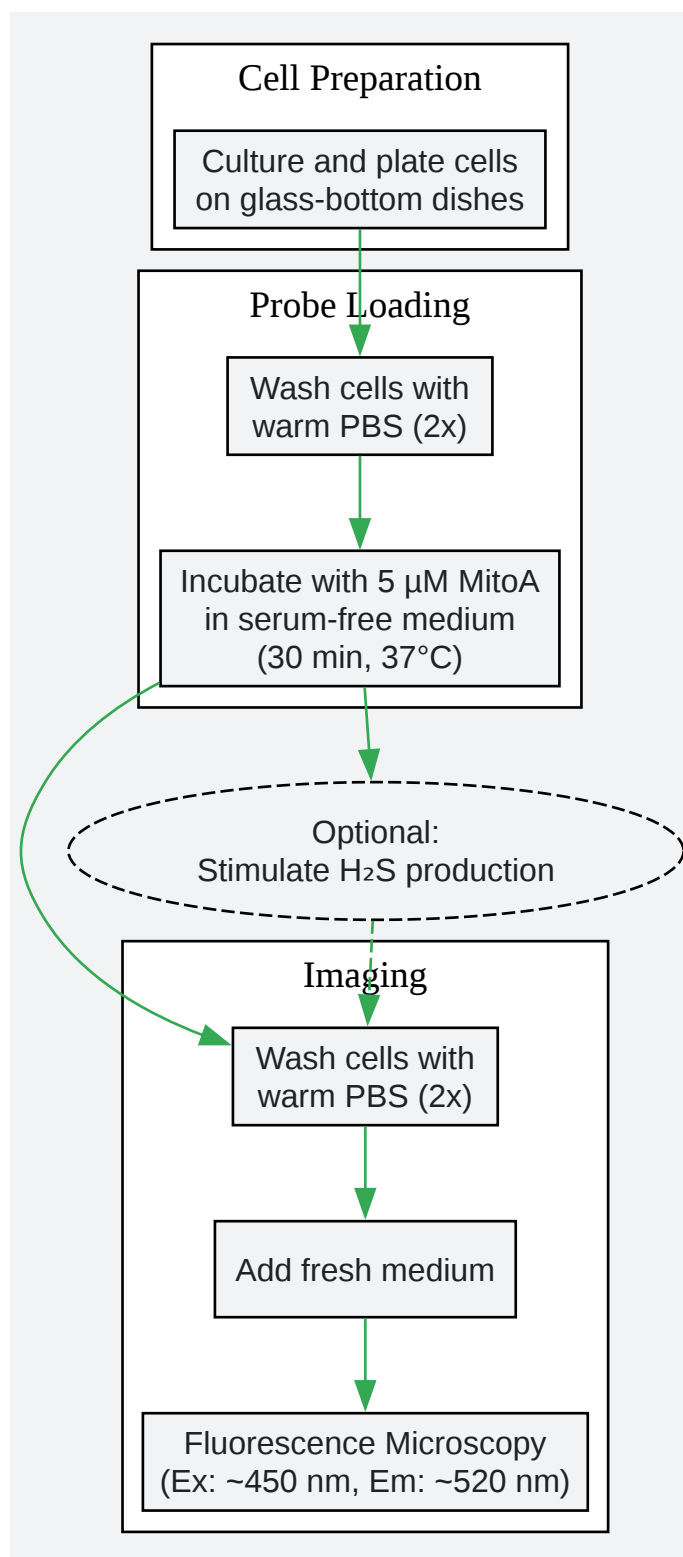 Cell Preparation
Culture and plate cells
on glass-bottom dishes
Probe Loading
Wash cells with
warm PBS (2x)
Incubate with 5 µM MitoA
in serum-free medium
(30 min, 37°C)
Optional:
Stimulate H₂S production
Imaging
Wash cells with
warm PBS (2x)
Add fresh medium
Fluorescence Microscopy
(Ex: ~450 nm, Em: ~520 nm)